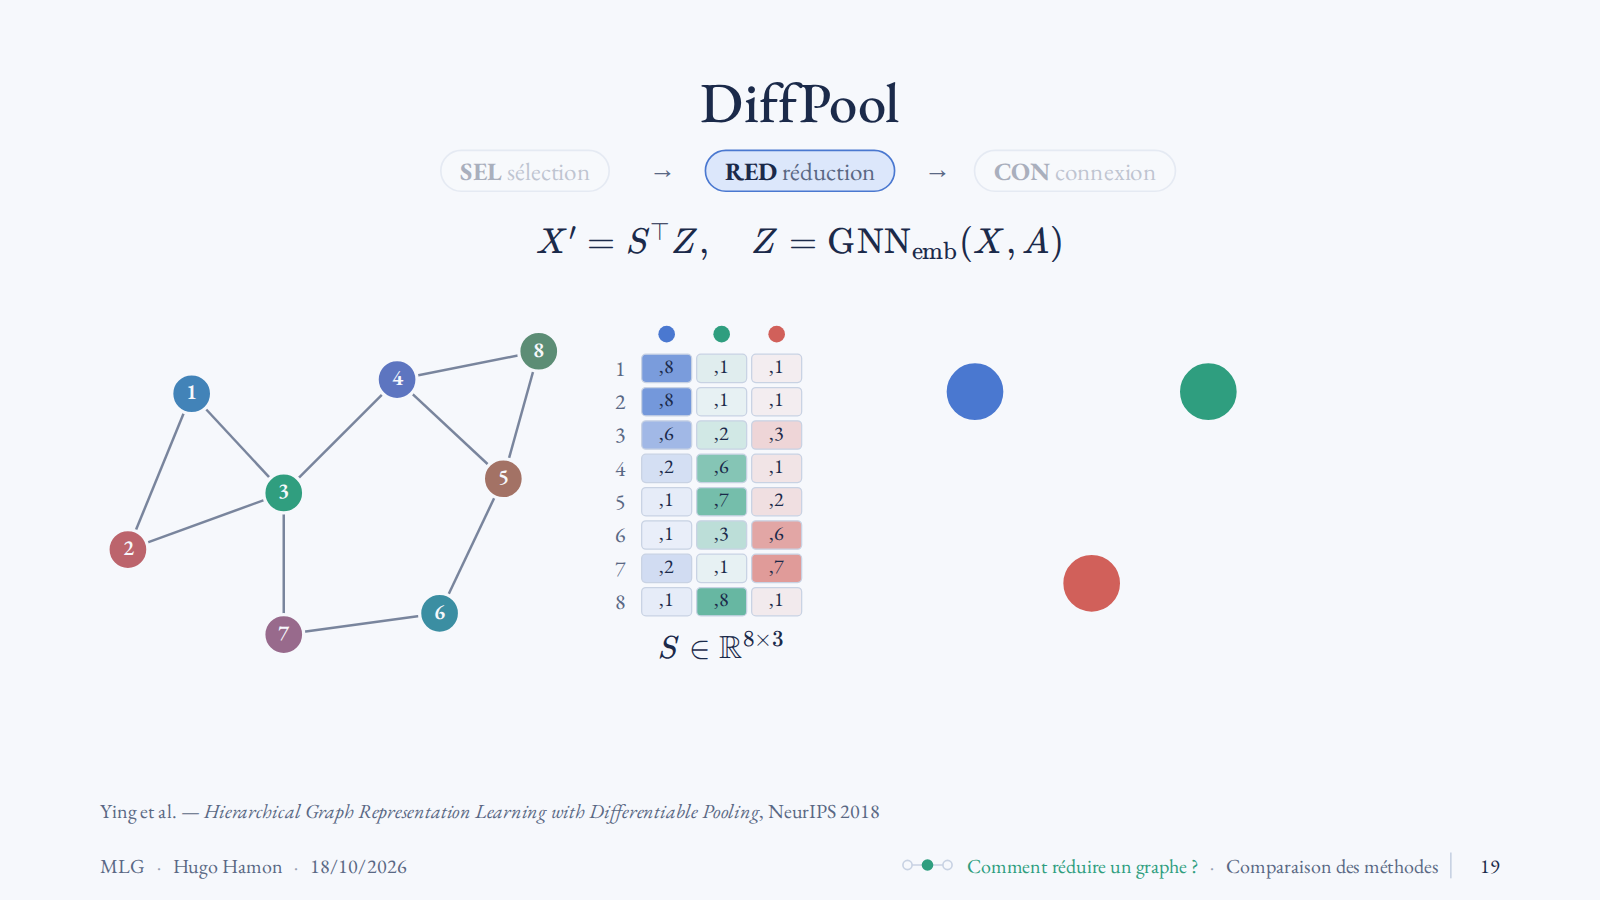 DiffPool
SEL sélection → RED réduction → CON connexion
X′ = S⊤Z, Z = GNN_emb(X, A)
8
4
1
5
3
2
6
7
1 ,8 ,1 ,1
2 ,8 ,1 ,1
3 ,6 ,2 ,3
4 ,2 ,6 ,1
5 ,1 ,7 ,2
6 ,1 ,3 ,6
7 ,2 ,1 ,7
8 ,1 ,8 ,1
S ∈ ℝ^{8×3}
Ying et al. — Hierarchical Graph Representation Learning with Differentiable Pooling, NeurIPS 2018
MLG · Hugo Hamon · 18/10/2026
Comment réduire un graphe ? · Comparaison des méthodes 19